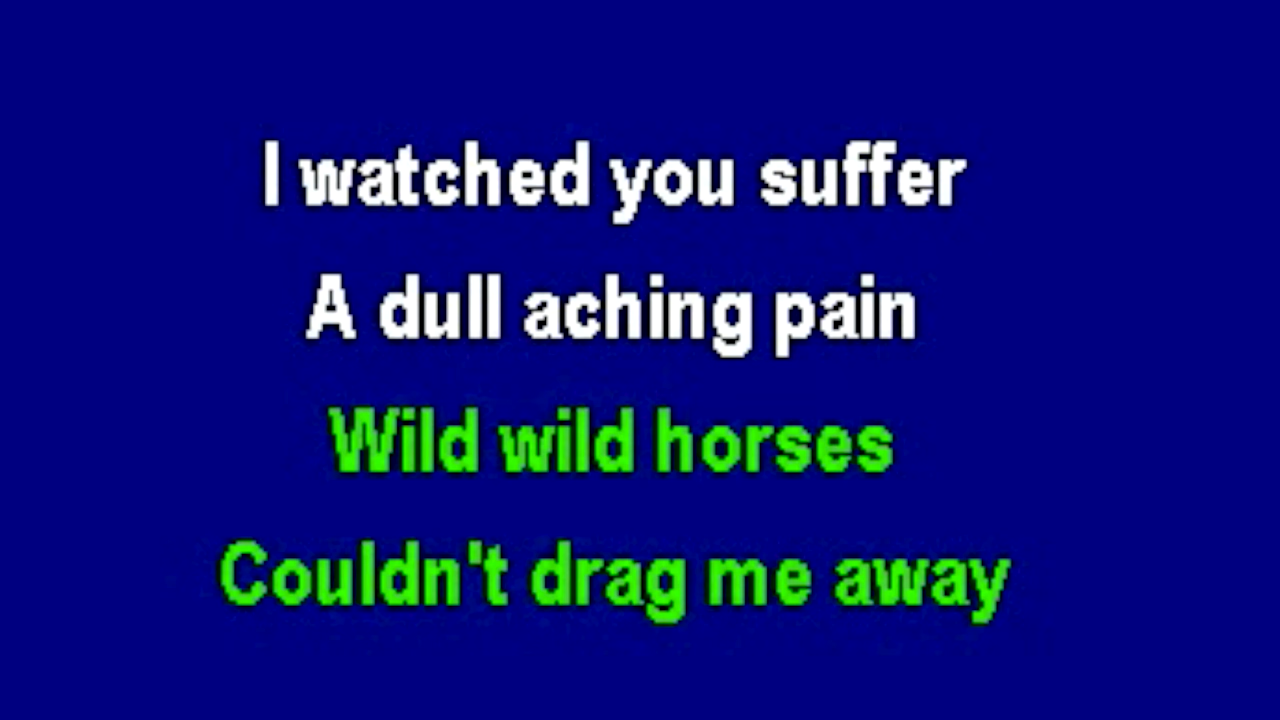 I watched you suffer
A dull aching pain
Wild wild horses
Couldn't drag me away